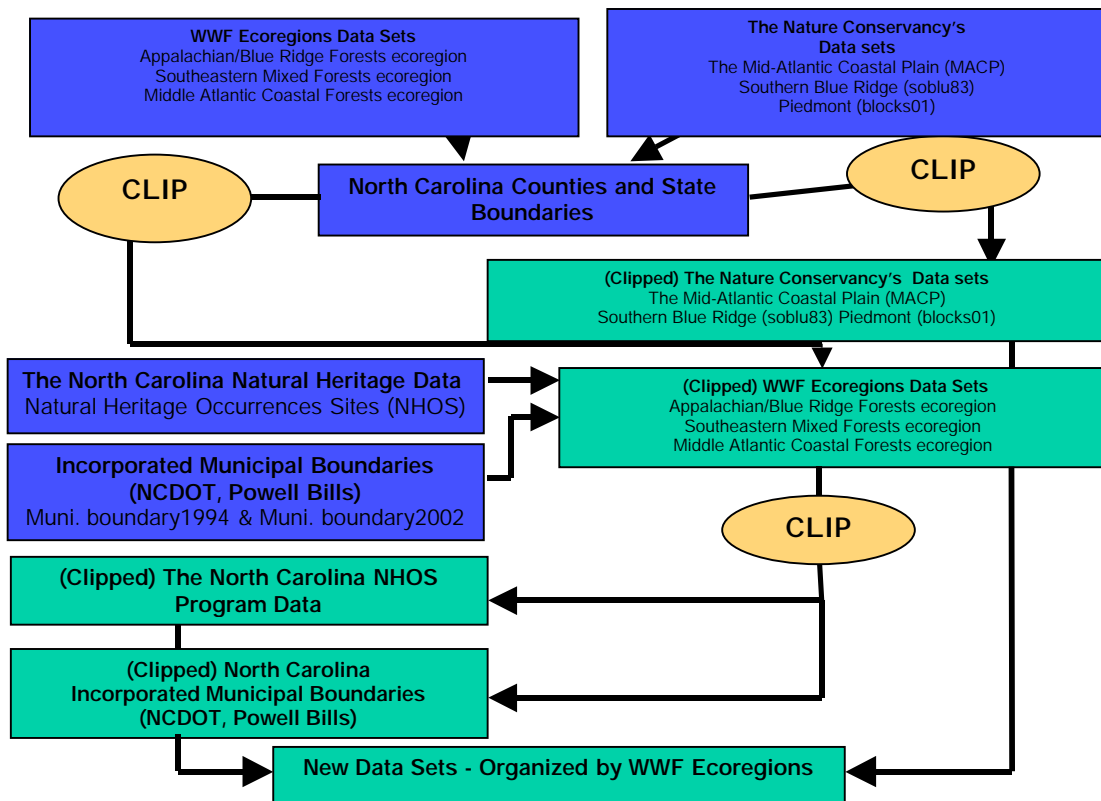 WWF Ecoregions Data Sets
Appalachian/Blue Ridge Forests ecoregion
Southeastern Mixed Forests ecoregion
Middle Atlantic Coastal Forests ecoregion
The Nature Conservancy's
Data sets
The Mid-Atlantic Coastal Plain (MACP)
Southern Blue Ridge (soblu83)
Piedmont (blocks01)
CLIP
North Carolina Counties and State
Boundaries
CLIP
(Clipped) The Nature Conservancy's Data sets
The Mid-Atlantic Coastal Plain (MACP)
Southern Blue Ridge (soblu83) Piedmont (blocks01)
The North Carolina Natural Heritage Data
Natural Heritage Occurrences Sites (NHOS)
(Clipped) WWF Ecoregions Data Sets
Appalachian/Blue Ridge Forests ecoregion
Southeastern Mixed Forests ecoregion
Middle Atlantic Coastal Forests ecoregion
Incorporated Municipal Boundaries
(NCDOT, Powell Bills)
Muni. boundary1994 & Muni. boundary2002
CLIP
(Clipped) The North Carolina NHOS
Program Data
(Clipped) North Carolina
Incorporated Municipal Boundaries
(NCDOT, Powell Bills)
New Data Sets - Organized by WWF Ecoregions